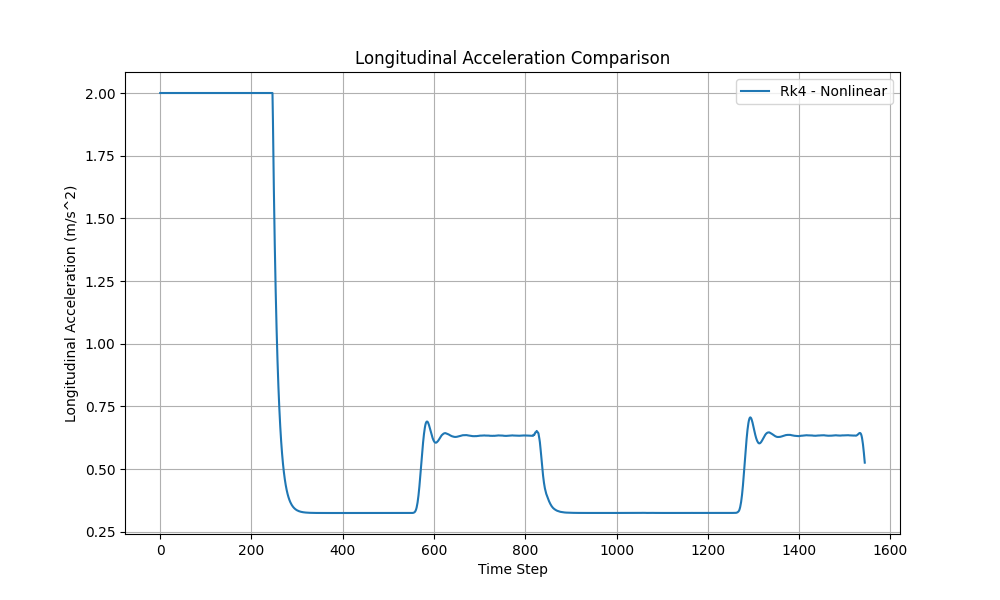 Longitudinal Acceleration Comparison
Rk4 - Nonlinear
Longitudinal Acceleration (m/s^2)
2.00
1.75
1.50
1.25
1.00
0.75
0.50
0.25
0 200 400 600 800 1000 1200 1400 1600
Time Step